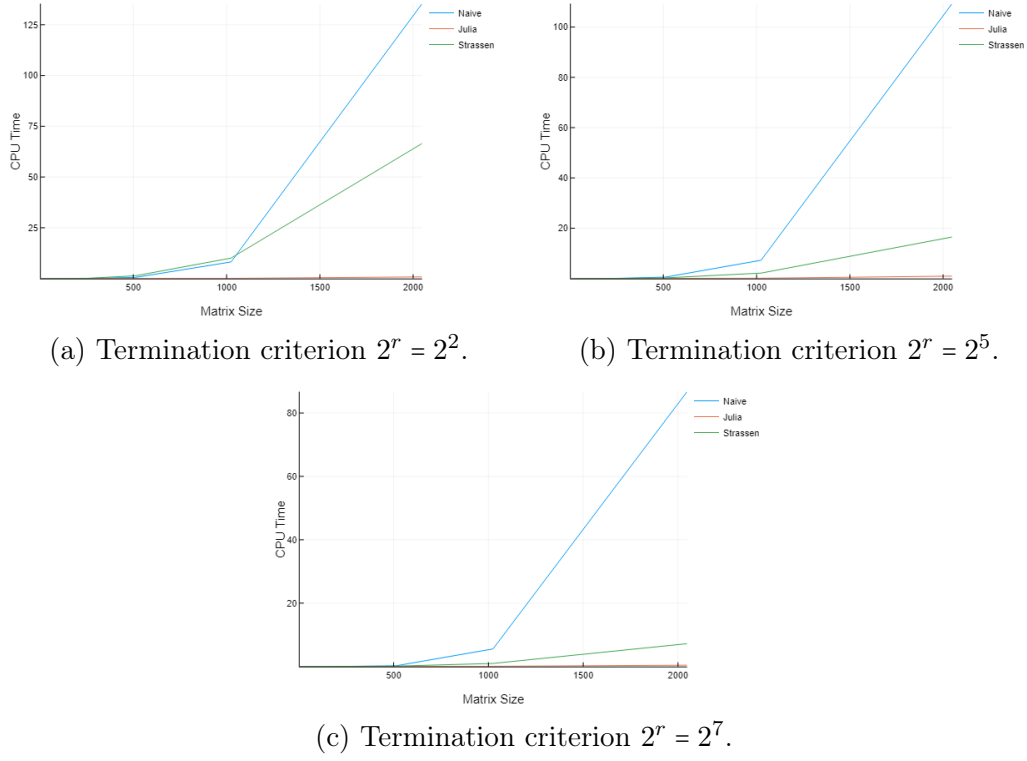 125
100
75
50
25
CPU Time
500
1000
1500
2000
Matrix Size
Naive
Julia
Strassen
(a) Termination criterion 2^r = 2^2.
100
80
60
40
20
CPU Time
500
1000
1500
2000
Matrix Size
Naive
Julia
Strassen
(b) Termination criterion 2^r = 2^5.
80
60
40
20
CPU Time
500
1000
1500
2000
Matrix Size
Naive
Julia
Strassen
(c) Termination criterion 2^r = 2^7.